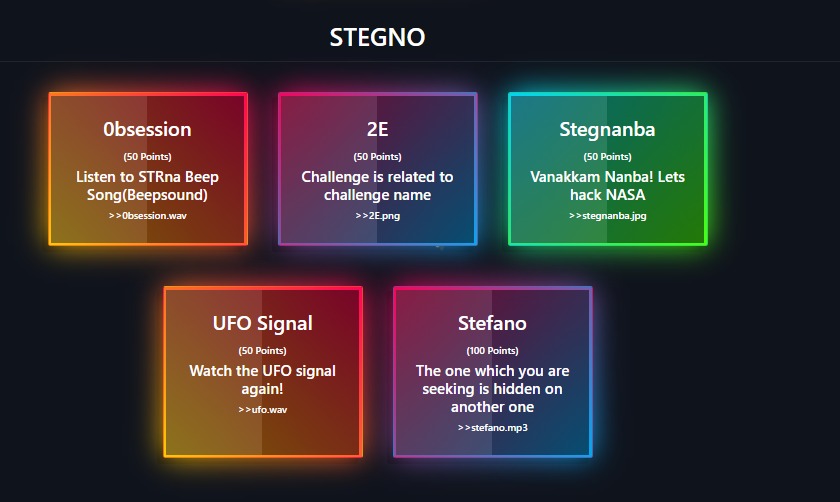 STEGNO
0bsession
(50 Points)
Listen to STRna Beep
Song(Beepsound)
>>0bsession.wav
2E
(50 Points)
Challenge is related to
challenge name
>>2E.png
Stegnanba
(50 Points)
Vanakkam Nanba! Lets
hack NASA
>>stegnanba.jpg
UFO Signal
(50 Points)
Watch the UFO signal
again!
>>ufo.wav
Stefano
(100 Points)
The one which you are
seeking is hidden on
another one
>>stefano.mp3